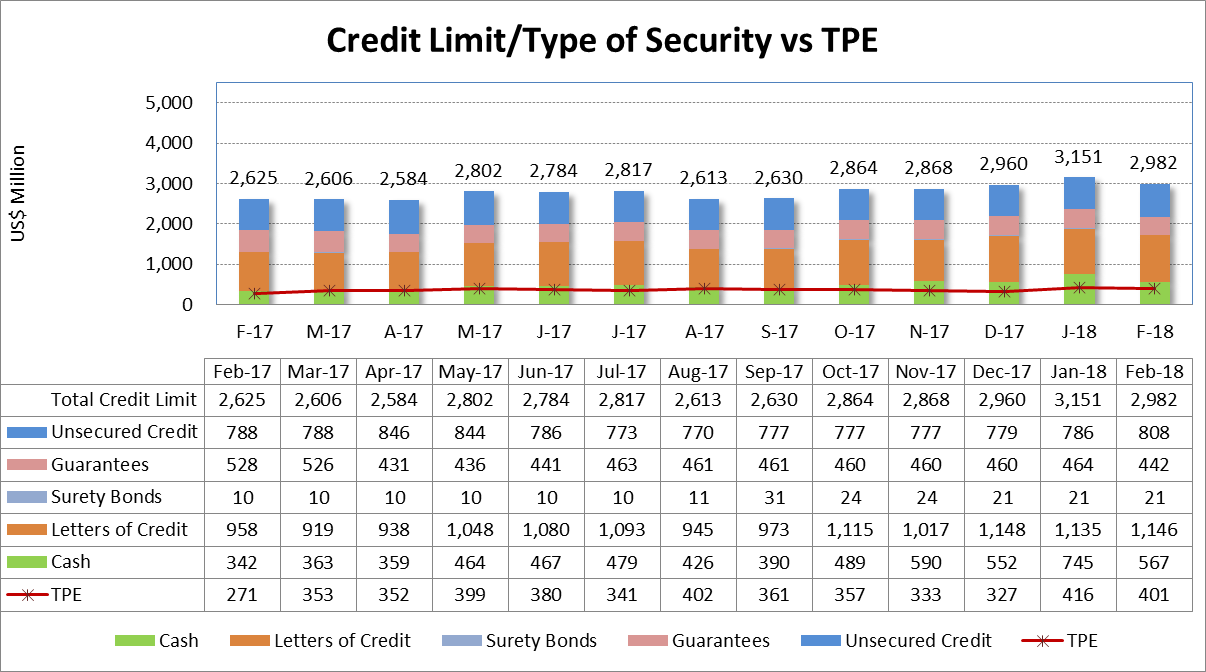 Credit Limit/Type of Security vs TPE
US$ Million
5,000
4,000
3,000
2,000
1,000
0
2,625 2,606 2,584 2,802 2,784 2,817 2,613 2,630 2,864 2,868 2,960 3,151 2,982
F-17 M-17 A-17 M-17 J-17 J-17 A-17 S-17 O-17 N-17 D-17 J-18 F-18
Feb-17 Mar-17 Apr-17 May-17 Jun-17 Jul-17 Aug-17 Sep-17 Oct-17 Nov-17 Dec-17 Jan-18 Feb-18
Total Credit Limit 2,625 2,606 2,584 2,802 2,784 2,817 2,613 2,630 2,864 2,868 2,960 3,151 2,982
Unsecured Credit 788 788 846 844 786 773 770 777 777 777 779 786 808
Guarantees 528 526 431 436 441 463 461 461 460 460 460 464 442
Surety Bonds 10 10 10 10 10 10 11 31 24 24 21 21 21
Letters of Credit 958 919 938 1,048 1,080 1,093 945 973 1,115 1,017 1,148 1,135 1,146
Cash 342 363 359 464 467 479 426 390 489 590 552 745 567
TPE 271 353 352 399 380 341 402 361 357 333 327 416 401
Cash Letters of Credit Surety Bonds Guarantees Unsecured Credit TPE